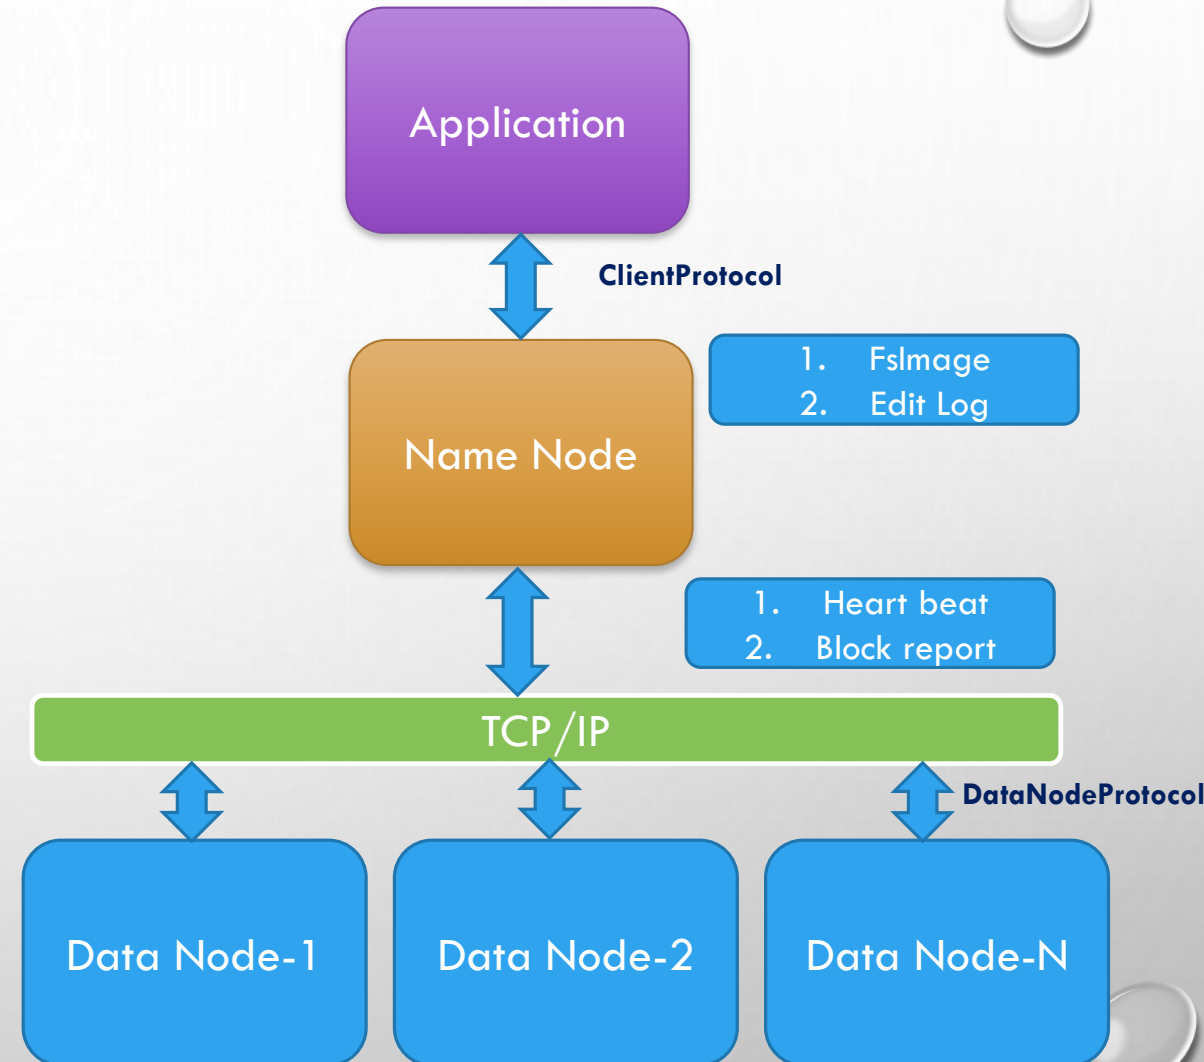 Application
ClientProtocol
1. FsImage
2. Edit Log
Name Node
1. Heart beat
2. Block report
TCP/IP
DataNodeProtocol
Data Node-1
Data Node-2
Data Node-N